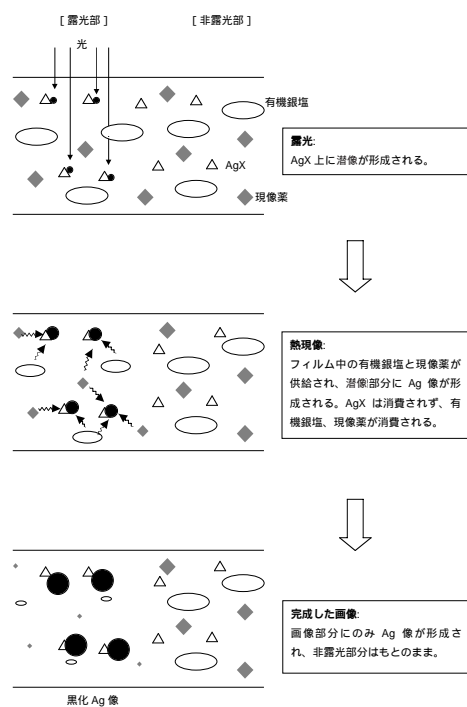 [ 露光部 ] [ 非露光部 ]
光
有機銀塩
AgX
現像薬
露光:
AgX 上に潜像が形成される。
熱現像:
フィルム中の有機銀塩と現像薬が
供給され、潜像部分に Ag 像が形
成される。AgX は消費されず、有
機銀塩、現像薬が消費される。
完成した画像:
画像部分にのみ Ag 像が形成さ
れ、非露光部分はもとのまま。
黒化 Ag 像